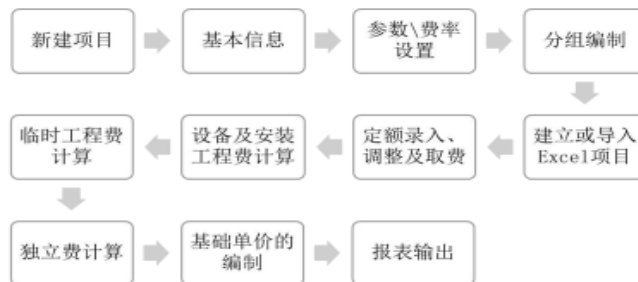 新建项目
基本信息
参数\费率
设置
分组编制
建立或导入
Excel项目
定额录入、
调整及取费
设备及安装
工程费计算
临时工程费
计算
独立费计算
基础单价的
编制
报表输出